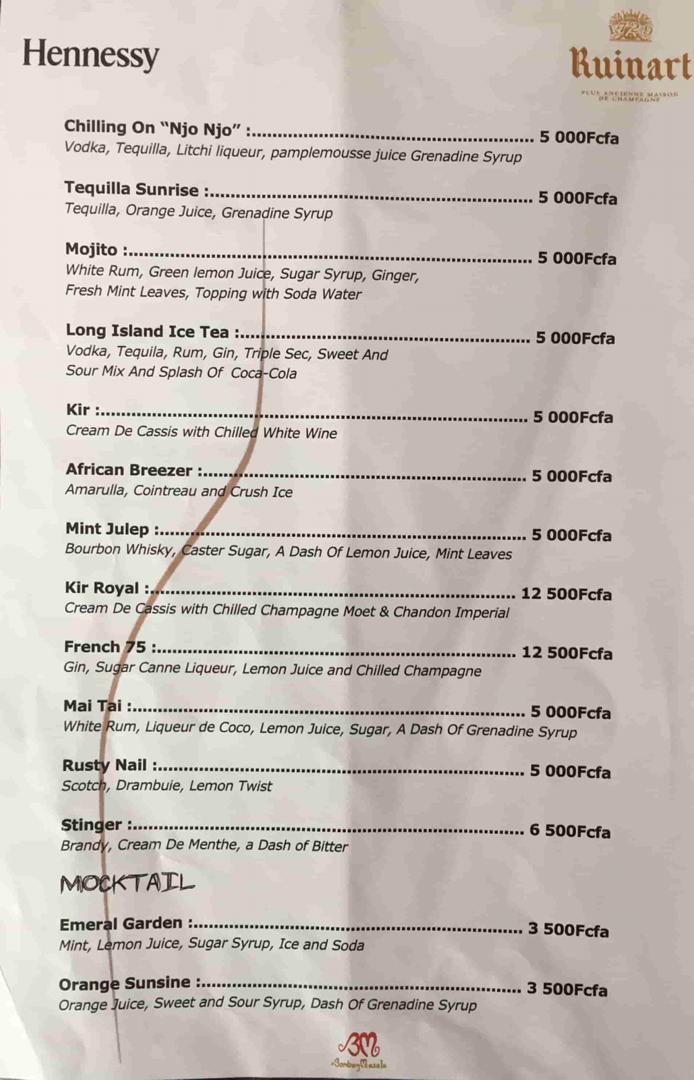 Hennessy
Ruinart
PLUS ANCIENNE MAISON
DE CHAMPAGNE
Chilling On “Njo Njo” :.......................................... 5 000Fcfa
Vodka, Tequilla, Litchi liqueur, pamplemousse juice Grenadine Syrup
Tequilla Sunrise :................................................ 5 000Fcfa
Tequilla, Orange Juice, Grenadine Syrup
Mojito :............................................................ 5 000Fcfa
White Rum, Green lemon Juice, Sugar Syrup, Ginger,
Fresh Mint Leaves, Topping with Soda Water
Long Island Ice Tea :........................................... 5 000Fcfa
Vodka, Tequila, Rum, Gin, Triple Sec, Sweet And
Sour Mix And Splash Of Coca-Cola
Kir :................................................................ 5 000Fcfa
Cream De Cassis with Chilled White Wine
African Breezer :................................................ 5 000Fcfa
Amarulla, Cointreau and Crush Ice
Mint Julep :...................................................... 5 000Fcfa
Bourbon Whisky, Caster Sugar, A Dash Of Lemon Juice, Mint Leaves
Kir Royal :...................................................... 12 500Fcfa
Cream De Cassis with Chilled Champagne Moet & Chandon Imperial
French 75 :..................................................... 12 500Fcfa
Gin, Sugar Canne Liqueur, Lemon Juice and Chilled Champagne
Mai Tai :.......................................................... 5 000Fcfa
White Rum, Liqueur de Coco, Lemon Juice, Sugar, A Dash Of Grenadine Syrup
Rusty Nail :...................................................... 5 000Fcfa
Scotch, Drambuie, Lemon Twist
Stinger :.......................................................... 6 500Fcfa
Brandy, Cream De Menthe, a Dash of Bitter
MOCKTAIL
Emeral Garden :................................................ 3 500Fcfa
Mint, Lemon Juice, Sugar Syrup, Ice and Soda
Orange Sunsine :............................................... 3 500Fcfa
Orange Juice, Sweet and Sour Syrup, Dash Of Grenadine Syrup
BM
Bombay Masala